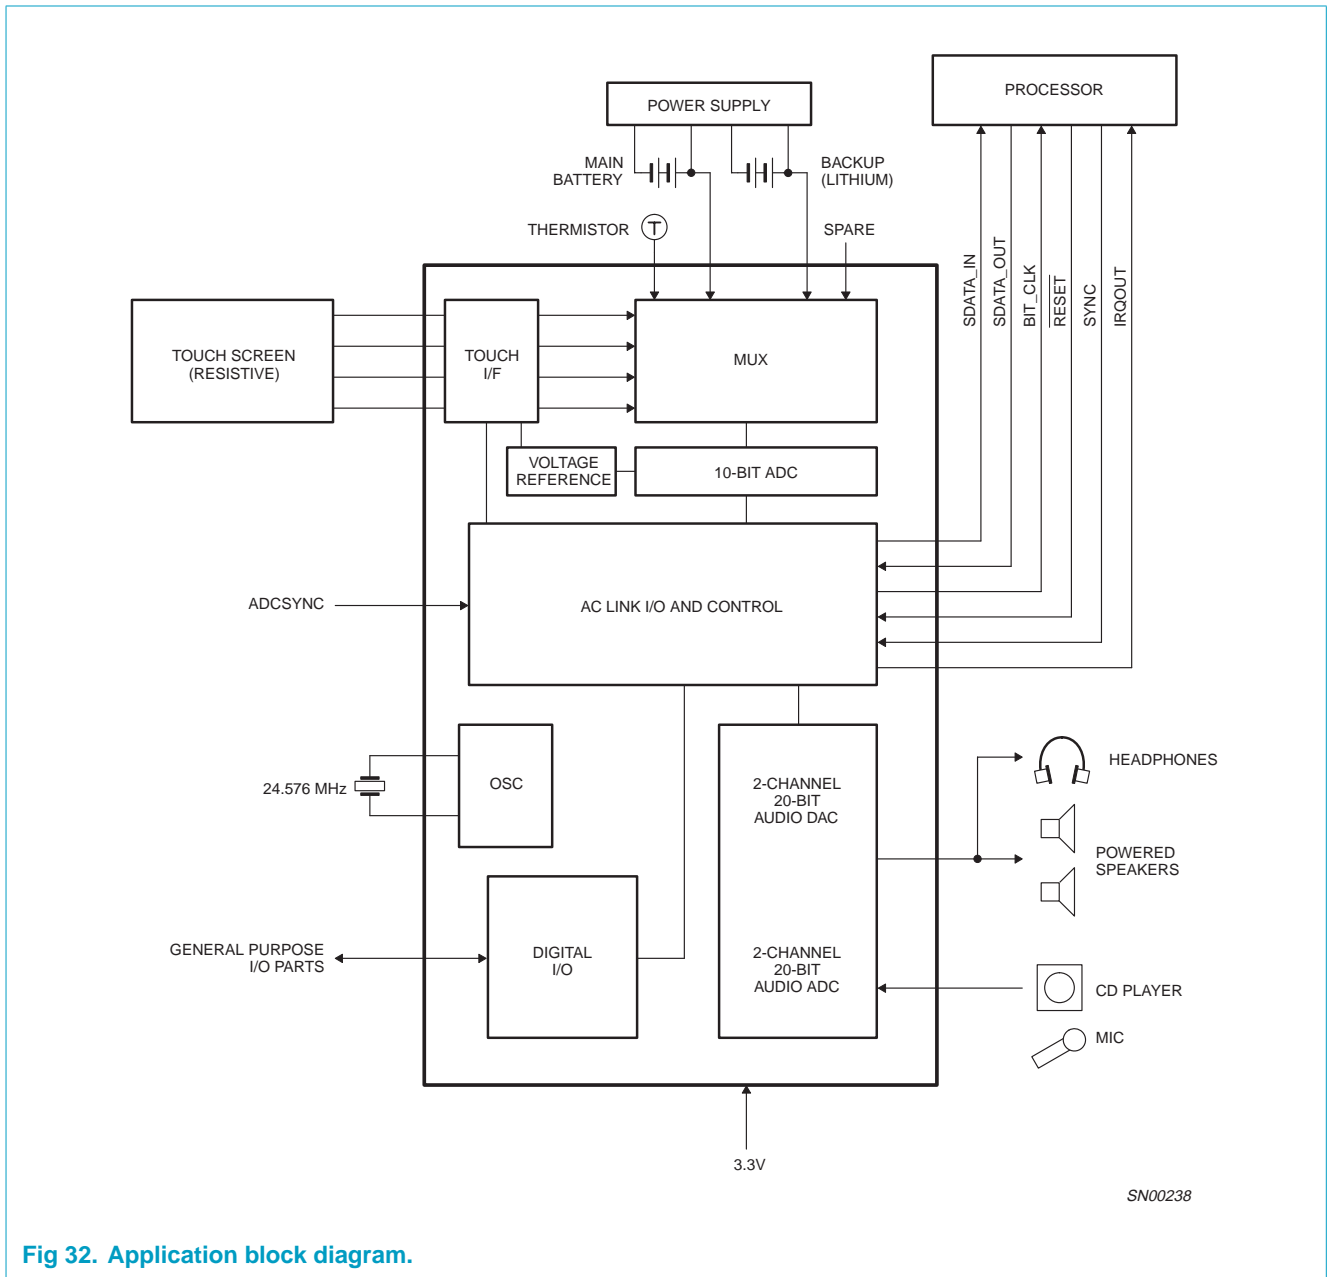 PROCESSOR
POWER SUPPLY
MAIN
BATTERY
BACKUP
(LITHIUM)
THERMISTOR
T
SPARE
SDATA_IN
SDATA_OUT
BIT_CLK
RESET
SYNC
IRQOUT
TOUCH SCREEN
(RESISTIVE)
TOUCH
I/F
MUX
VOLTAGE
REFERENCE
10-BIT ADC
ADCSYNC
AC LINK I/O AND CONTROL
24.576 MHz
OSC
2-CHANNEL
20-BIT
AUDIO DAC
HEADPHONES
POWERED
SPEAKERS
GENERAL PURPOSE
I/O PARTS
DIGITAL
I/O
2-CHANNEL
20-BIT
AUDIO ADC
CD PLAYER
MIC
3.3V
SN00238
Fig 32. Application block diagram.